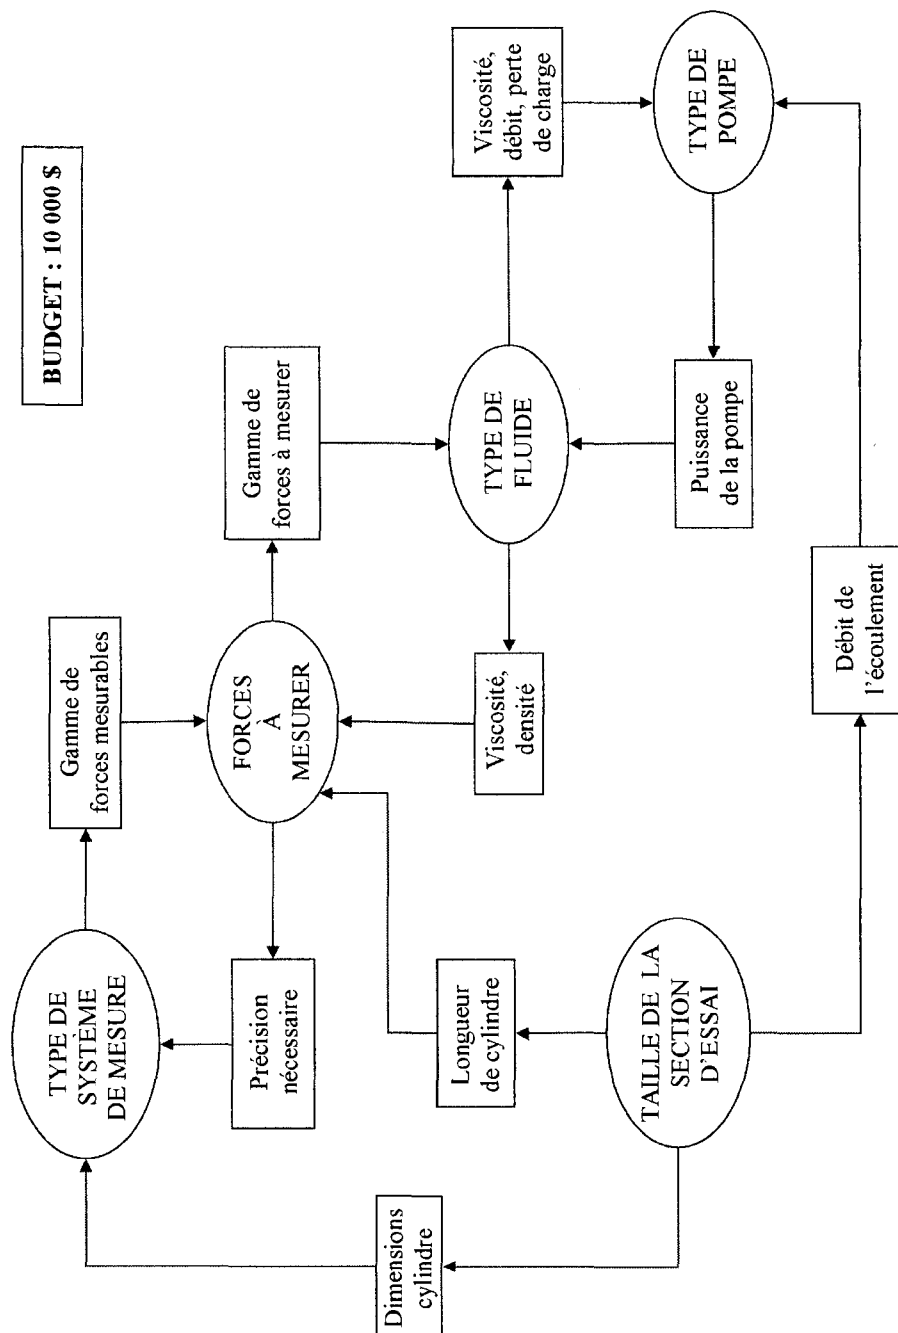 BUDGET : 10 000 $
TYPE DE
SYSTÈME
DE MESURE
Gamme de
forces mesurables
Précision
nécessaire
FORCES
À
MESURER
Gamme de
forces à mesurer
Dimensions
cylindre
Longueur
de cylindre
Viscosité,
densité
TYPE DE
FLUIDE
Viscosité,
débit, perte
de charge
TAILLE DE LA
SECTION
D'ESSAI
Puissance
de la pompe
TYPE DE
POMPE
Débit de
l'écoulement